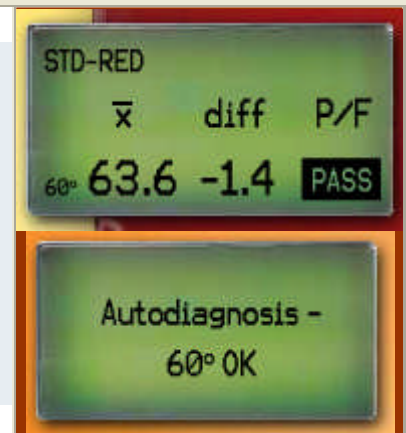 STD-RED
x̅ diff P/F
60° 63.6 -1.4 PASS
Autodiagnosis -
60° OK